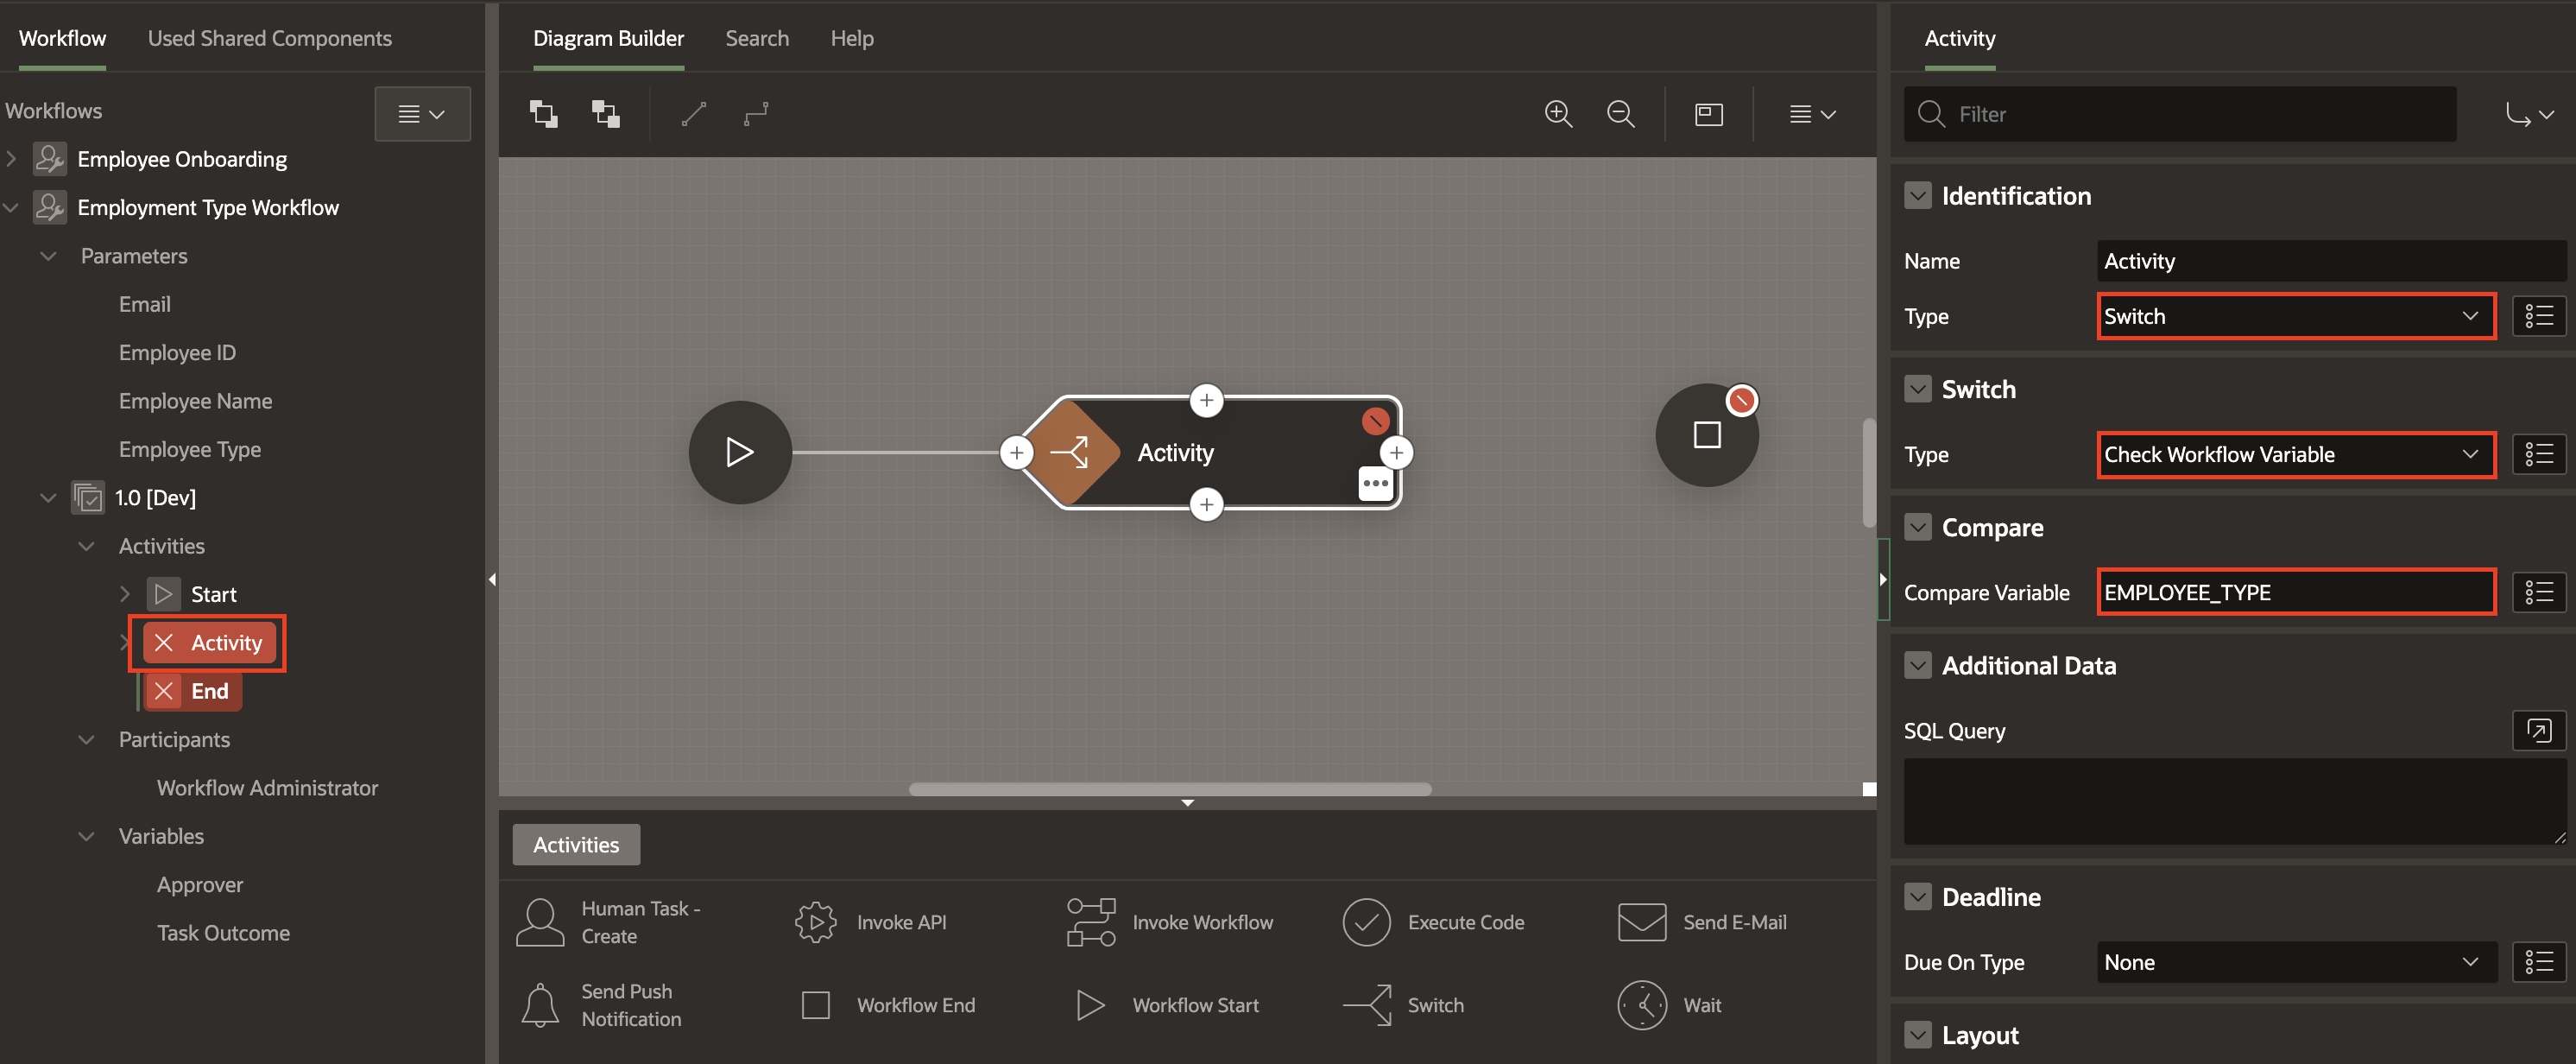 Workflow
Used Shared Components
Workflows
Employee Onboarding
Employment Type Workflow
Parameters
Email
Employee ID
Employee Name
Employee Type
1.0 [Dev]
Activities
Start
Activity
End
Participants
Workflow Administrator
Variables
Approver
Task Outcome
Diagram Builder
Search
Help
Activity
Activities
Human Task -
Create
Invoke API
Invoke Workflow
Execute Code
Send E-Mail
Send Push
Notification
Workflow End
Workflow Start
Switch
Wait
Activity
Filter
Identification
Name
Activity
Type
Switch
Switch
Type
Check Workflow Variable
Compare
Compare Variable
EMPLOYEE_TYPE
Additional Data
SQL Query
Deadline
Due On Type
None
Layout